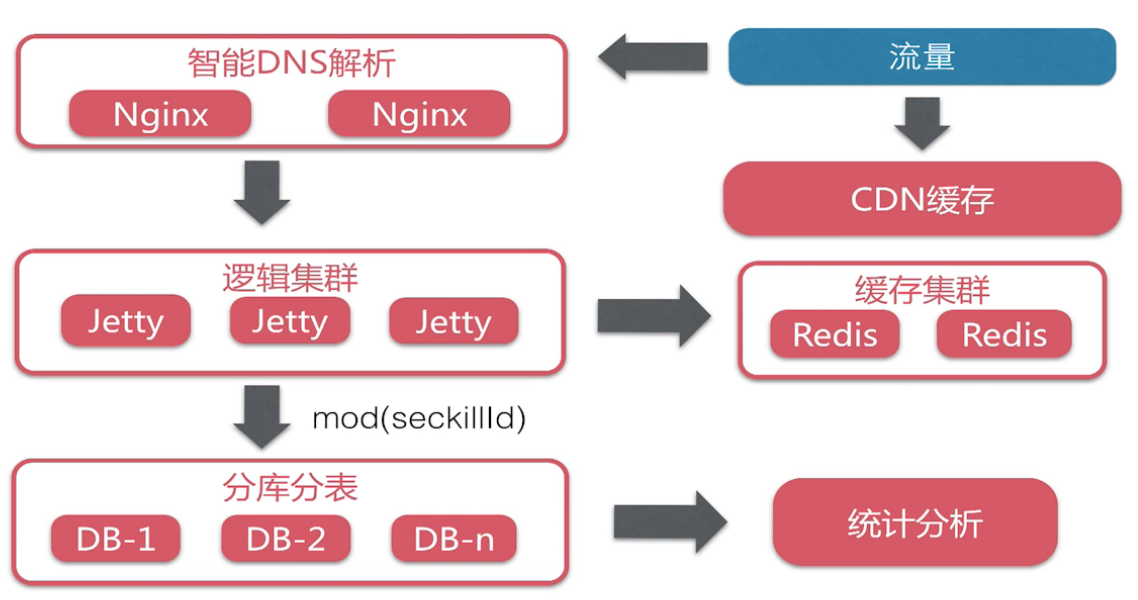 智能DNS解析
流量
Nginx Nginx
CDN缓存
逻辑集群
缓存集群
Jetty Jetty Jetty
Redis Redis
mod(seckillId)
分库分表
DB-1 DB-2 DB-n
统计分析